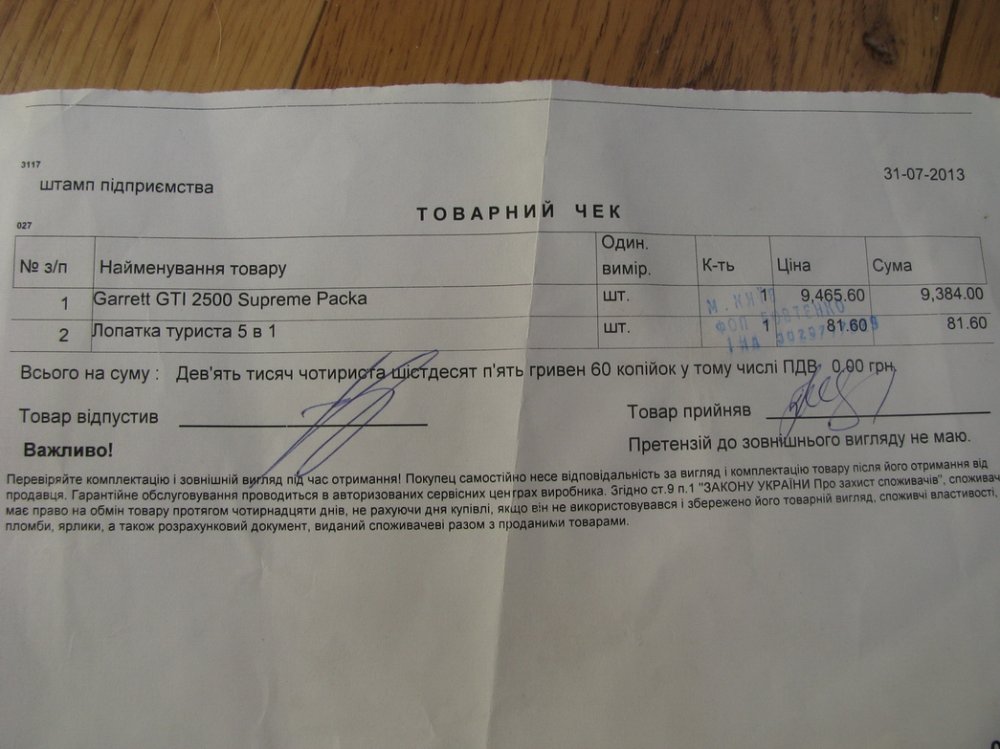 3117
штамп підприємства
31-07-2013
ТОВАРНИЙ ЧЕК
027
№ з/п Найменування товару Один. вимір. К-ть Ціна Сума
1 Garrett GTI 2500 Supreme Packa шт. 1 9,465.60 9,384.00
2 Лопатка туриста 5 в 1 шт. 1 81.60 81.60
М.
ФОП
Всього на суму : Дев'ять тисяч чотириста шістдесят п'ять гривен 60 копійок у тому числі ПДВ 0.00 грн.
Товар відпустив
Товар прийняв
Важливо!
Претензій до зовнішнього вигляду не маю.
Перевіряйте комплектацію і зовнішній вигляд під час отримання! Покупец самостійно несе відповідальність за вигляд і комплектацію товару після його отримання від
продавця. Гарантійне обслуговування проводиться в авторизованих сервісних центрах виробника. Згідно ст.9 п.1 "ЗАКОНУ УКРАЇНИ Про захист споживачів", споживач
має право на обмін товару протягом чотирнадцяти днів, не рахуючи дня купівлі, якщо він не використовувався і збережено його товарній вигляд, споживчі властивості,
пломби, ярлики, а також розрахунковий документ, виданий споживачеві разом з проданими товарами.